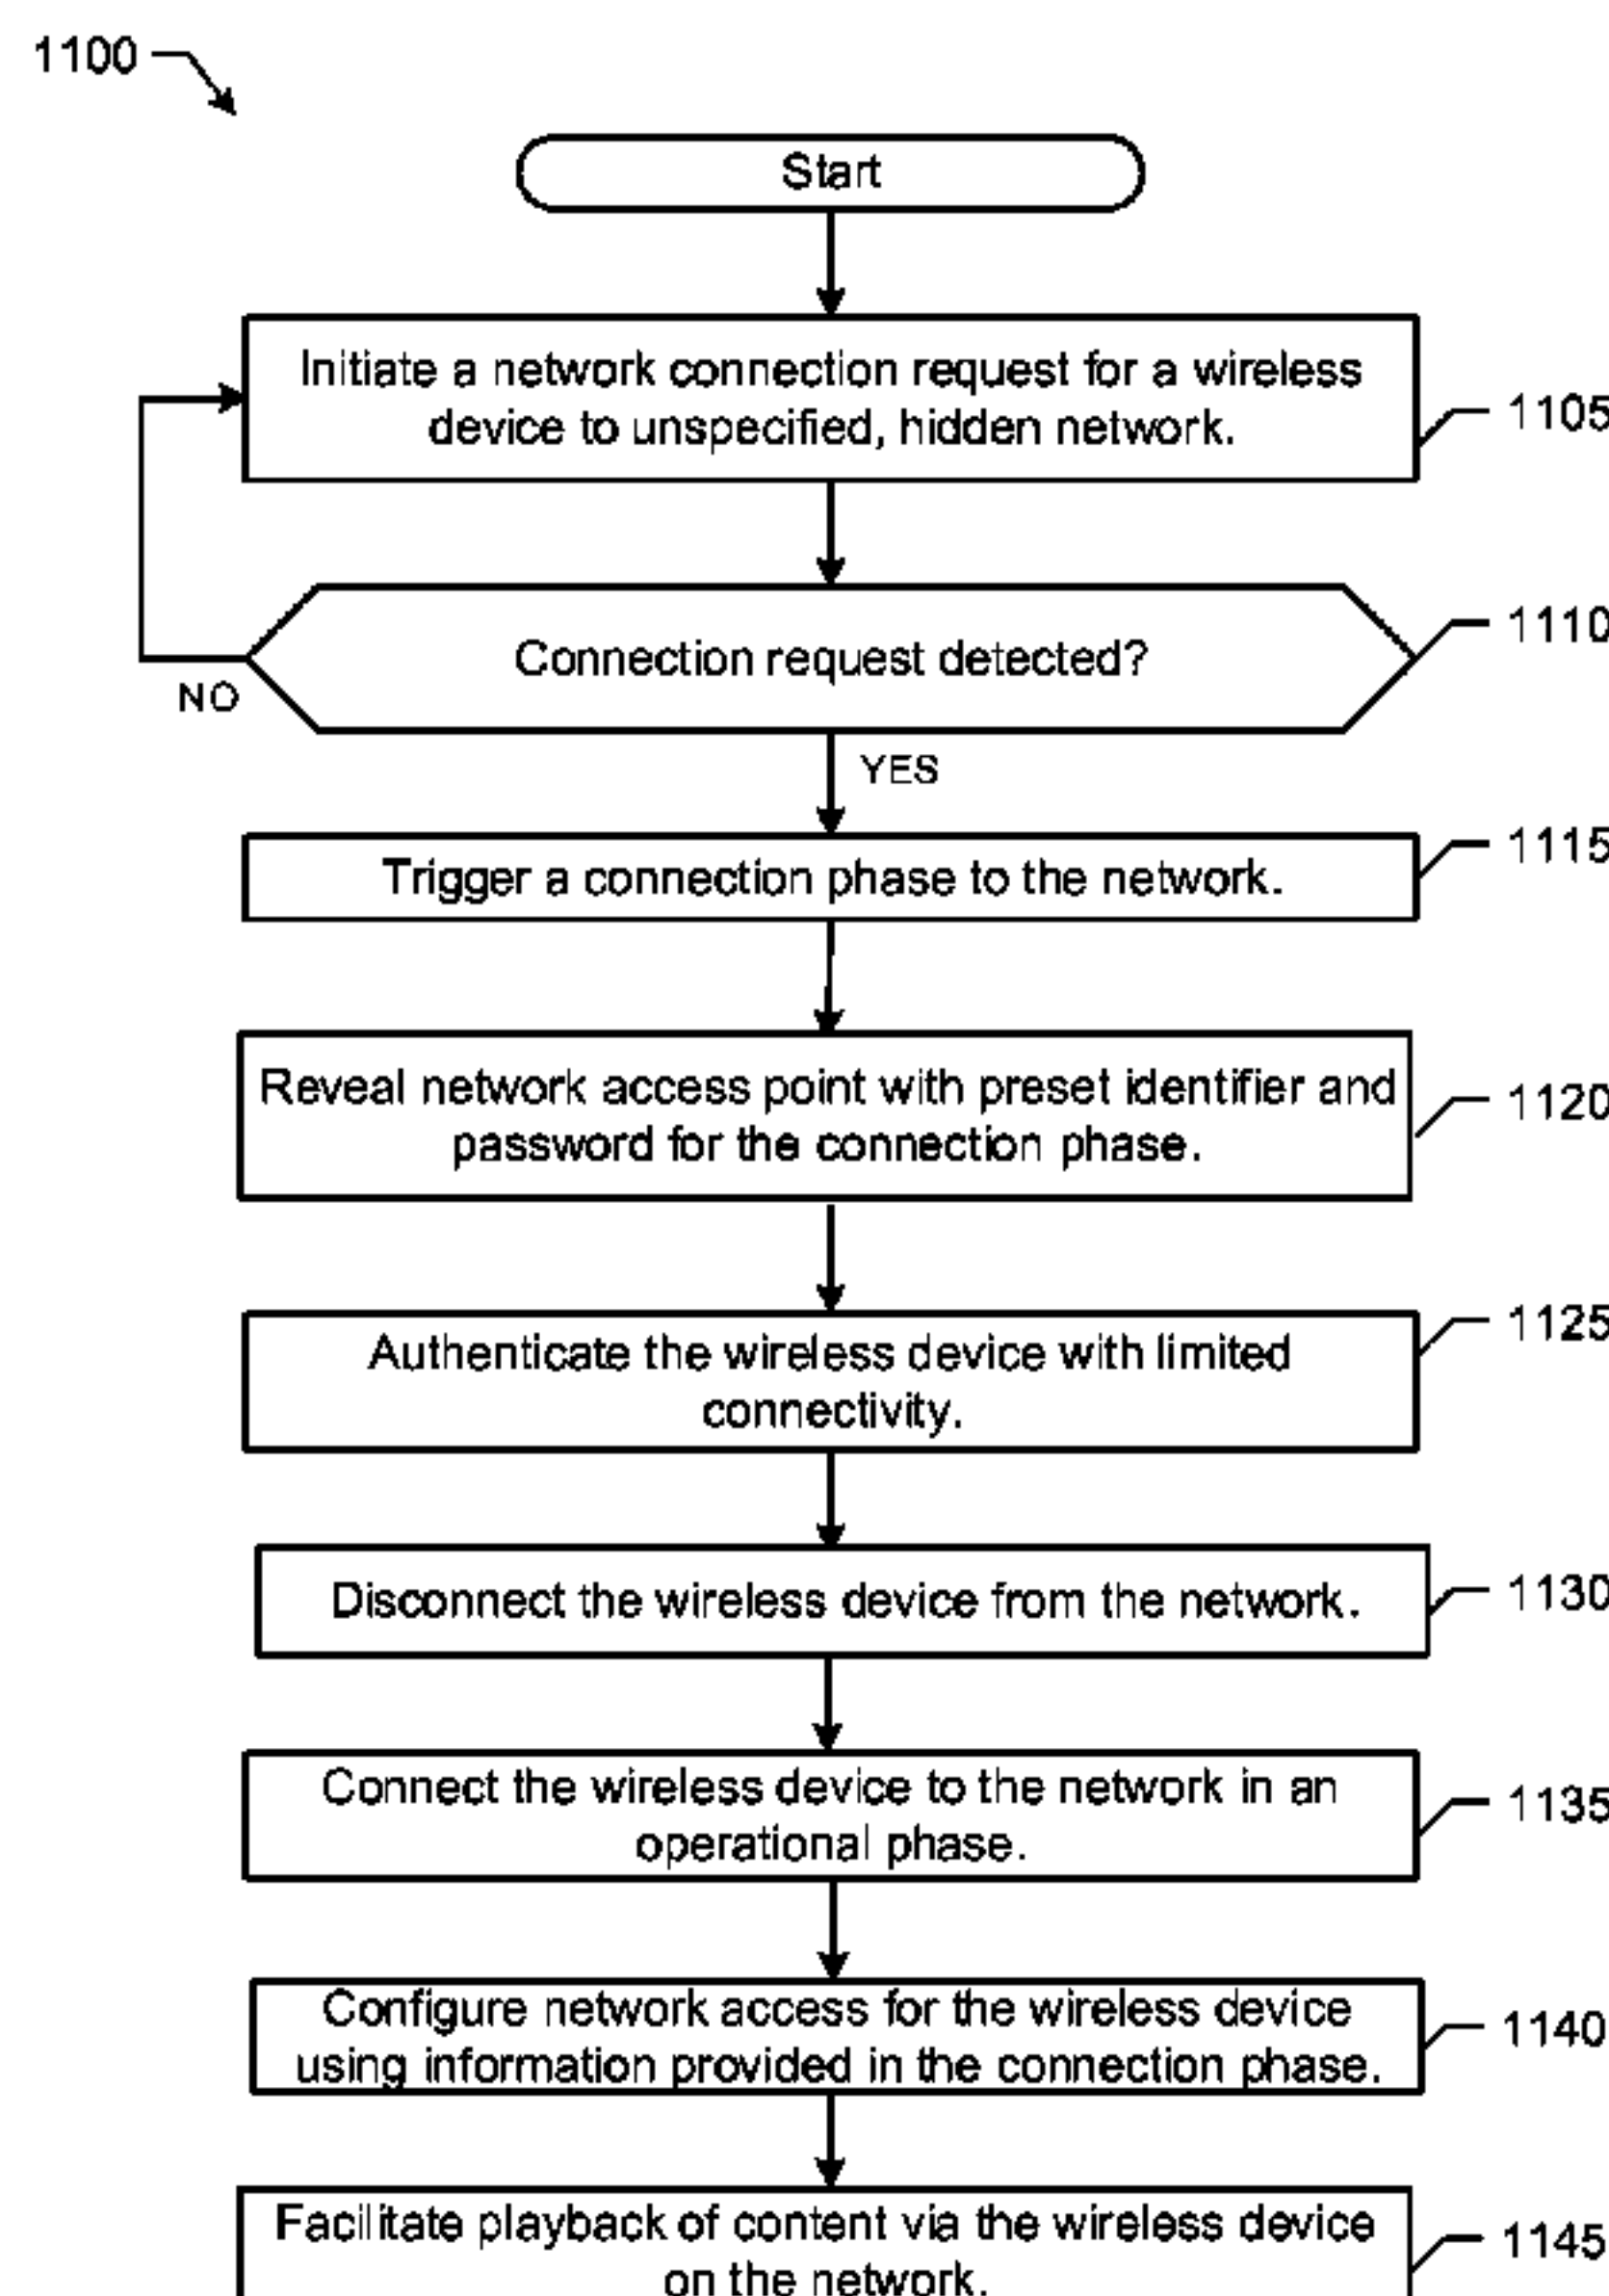 1100
Start
Initiate a network connection request for a wireless
device to unspecified, hidden network.
1105
Connection request detected?
1110
NO
YES
Trigger a connection phase to the network.
1115
Reveal network access point with preset identifier and
password for the connection phase.
1120
Authenticate the wireless device with limited
connectivity.
1125
Disconnect the wireless device from the network.
1130
Connect the wireless device to the network in an
operational phase.
1135
Configure network access for the wireless device
using information provided in the connection phase.
1140
Facilitate playback of content via the wireless device
on the network.
1145